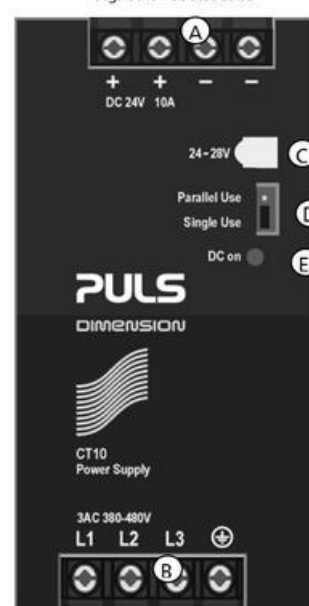 A
+ + – –
DC 24V 10A
24–28V
C
Parallel Use
Single Use
D
DC on
E
PULS
DIMENSION
CT10
Power Supply
3AC 380-480V
L1 L2 L3
B